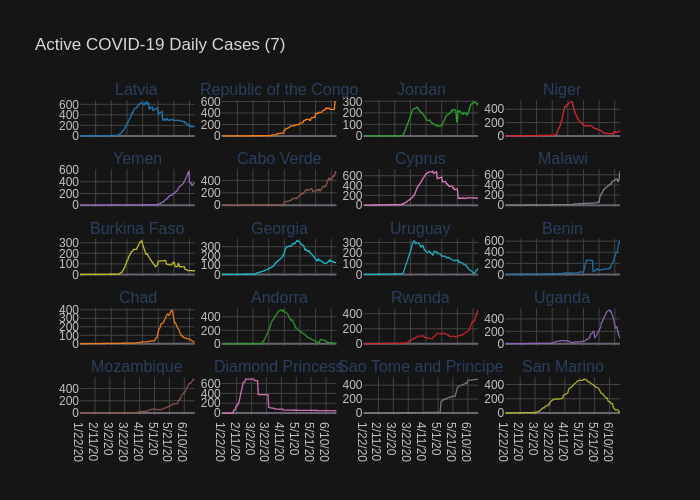 Active COVID-19 Daily Cases (7)
Latvia Republic of the Congo Jordan Niger
600 400 200 0
600 400 200 0
300 200 100 0
400 200 0
Yemen Cabo Verde Cyprus Malawi
600 400 200 0
400 200 0
600 400 200 0
600 400 200 0
Burkina Faso Georgia Uruguay Benin
300 200 100 0
300 200 100 0
300 200 100 0
600 400 200 0
Chad Andorra Rwanda Uganda
400 300 200 100 0
400 200 0
400 200 0
400 200 0
Mozambique Diamond Princess Sao Tome and Principe San Marino
400 200 0
600 400 200 0
400 200 0
400 200 0
1/22/20 2/11/20 3/2/20 3/22/20 4/11/20 5/1/20 5/21/20 6/10/20
1/22/20 2/11/20 3/2/20 3/22/20 4/11/20 5/1/20 5/21/20 6/10/20
1/22/20 2/11/20 3/2/20 3/22/20 4/11/20 5/1/20 5/21/20 6/10/20
1/22/20 2/11/20 3/2/20 3/22/20 4/11/20 5/1/20 5/21/20 6/10/20